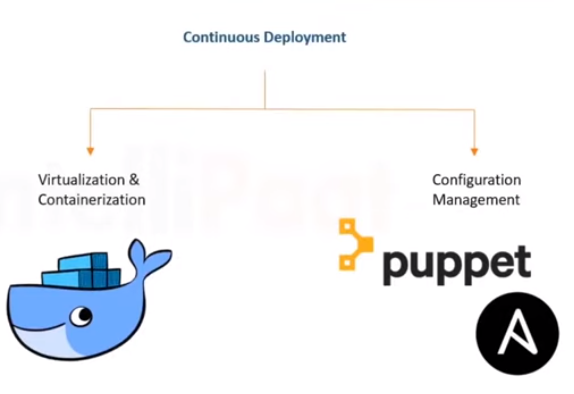 Continuous Deployment
Virtualization &
Containerization
Configuration
Management
puppet